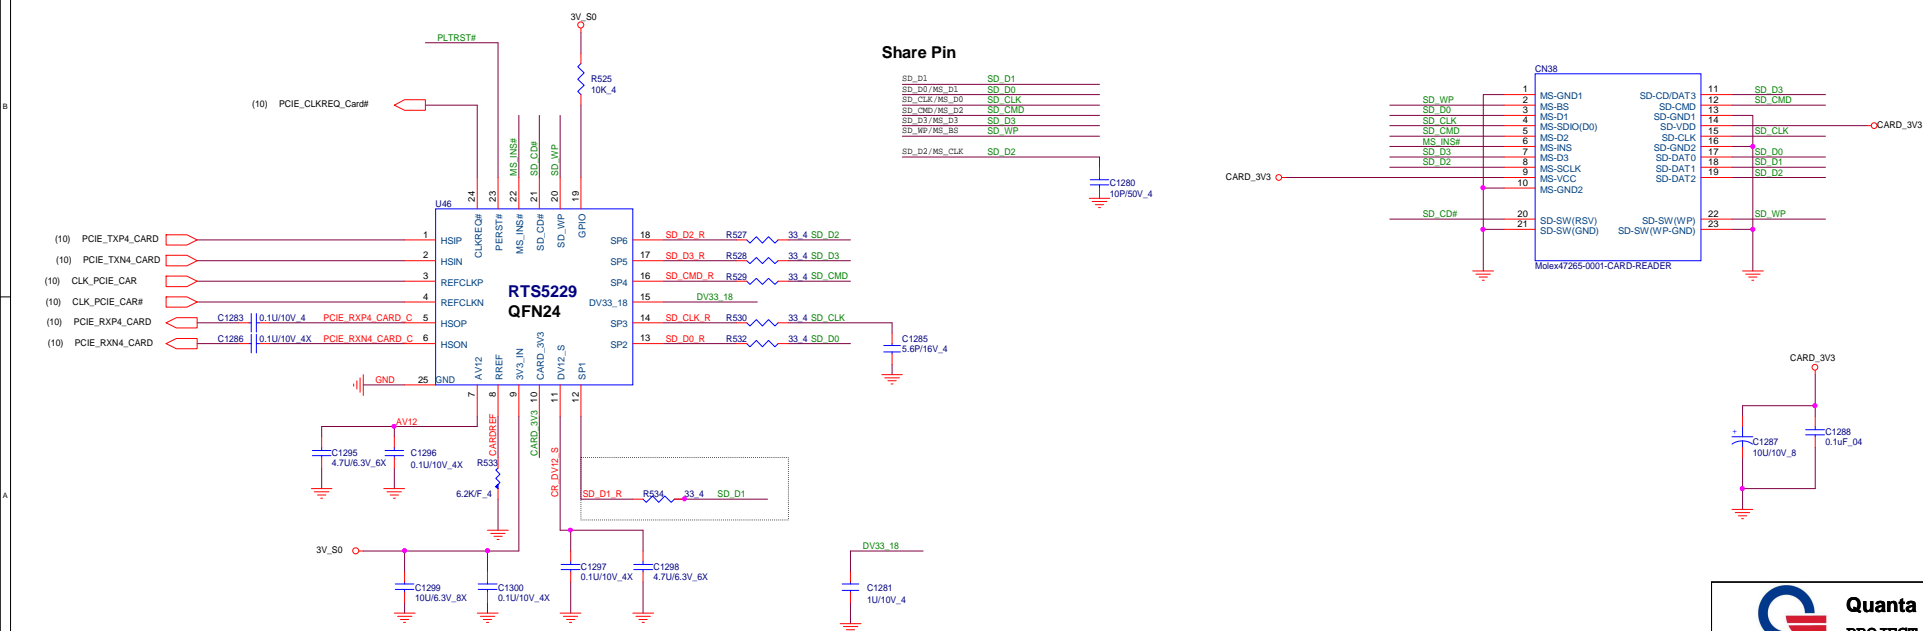 3V_S0
PLTRST#
R525
10K_4
(10) PCIE_CLKREQ_Card#
MS_INS#
SD_CD#
SD_WP
24
23
22
21
20
19
U46
CLKREQ#
PERST#
MS_INS#
SD_CD#
SD_WP
GPIO
(10) PCIE_TXP4_CARD 1 HSIP
(10) PCIE_TXN4_CARD 2 HSIN
(10) CLK_PCIE_CAR 3 REFCLKP
(10) CLK_PCIE_CAR# 4 REFCLKN
(10) PCIE_RXP4_CARD C1283 0.1U/10V_4 PCIE_RXP4_CARD_C 5 HSOP
(10) PCIE_RXN4_CARD C1286 0.1U/10V_4X PCIE_RXN4_CARD_C 6 HSON
GND 25 GND
RTS5229
QFN24
SP6 18 SD_D2_R R527 33_4 SD_D2
SP5 17 SD_D3_R R528 33_4 SD_D3
SP4 16 SD_CMD_R R529 33_4 SD_CMD
DV33_18 15 DV33_18
SP3 14 SD_CLK_R R530 33_4 SD_CLK
SP2 13 SD_D0_R R532 33_4 SD_D0
C1285
5.6P/16V_4
AV12
RREF
3V3_IN
CARD_3V3
DV12_S
SP1
7
8
9
10
11
12
AV12
C1295
4.7U/6.3V_6X
C1296
0.1U/10V_4X
CARDREF
R533
6.2K/F_4
CARD_3V3
CR_DV12_S
SD_D1_R R534 33_4 SD_D1
3V_S0
C1299
10U/6.3V_8X
C1300
0.1U/10V_4X
C1297
0.1U/10V_4X
C1298
4.7U/6.3V_6X
DV33_18
C1281
1U/10V_4
Share Pin
SD_D1 SD_D1
SD_D0/MS_D1 SD_D0
SD_CLK/MS_D0 SD_CLK
SD_CMD/MS_D2 SD_CMD
SD_D3/MS_D3 SD_D3
SD_WP/MS_BS SD_WP
SD_D2/MS_CLK SD_D2
C1280
10P/50V_4
CN38
1 MS-GND1
SD_WP 2 MS-BS
SD_D0 3 MS-D1
SD_CLK 4 MS-SDIO(D0)
SD_CMD 5 MS-D2
MS_INS# 6 MS-INS
SD_D3 7 MS-D3
SD_D2 8 MS-SCLK
CARD_3V3 9 MS-VCC
10 MS-GND2
SD_CD# 20 SD-SW(RSV)
21 SD-SW(GND)
SD-CD/DAT3 11 SD_D3
SD-CMD 12 SD_CMD
SD-GND1 13
SD-VDD 14 CARD_3V3
SD-CLK 15 SD_CLK
SD-GND2 16
SD-DAT0 17 SD_D0
SD-DAT1 18 SD_D1
SD-DAT2 19 SD_D2
SD-SW(WP) 22 SD_WP
SD-SW(WP-GND) 23
Molex47265-0001-CARD-READER
CARD_3V3
+
C1287
10U/10V_8
C1288
0.1uF_04
B
A
Quanta